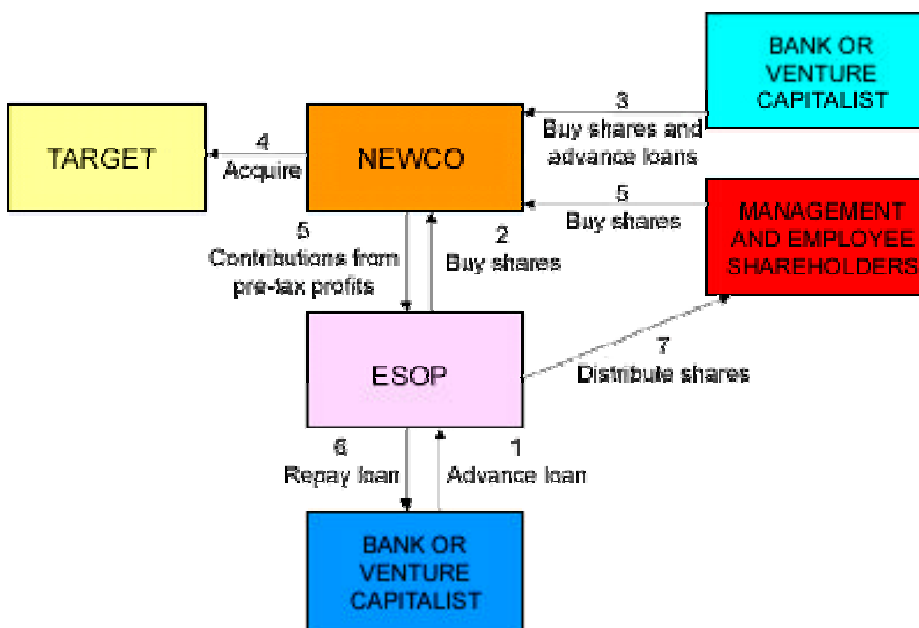 BANK OR
VENTURE
CAPITALIST
3
Buy shares and
advance loans
TARGET
4
Acquire
NEWCO
5
Buy shares
MANAGEMENT
AND EMPLOYEE
SHAREHOLDERS
5
Contributions from
pre-tax profits
2
Buy shares
ESOP
7
Distribute shares
6
Repay loan
1
Advance loan
BANK OR
VENTURE
CAPITALIST